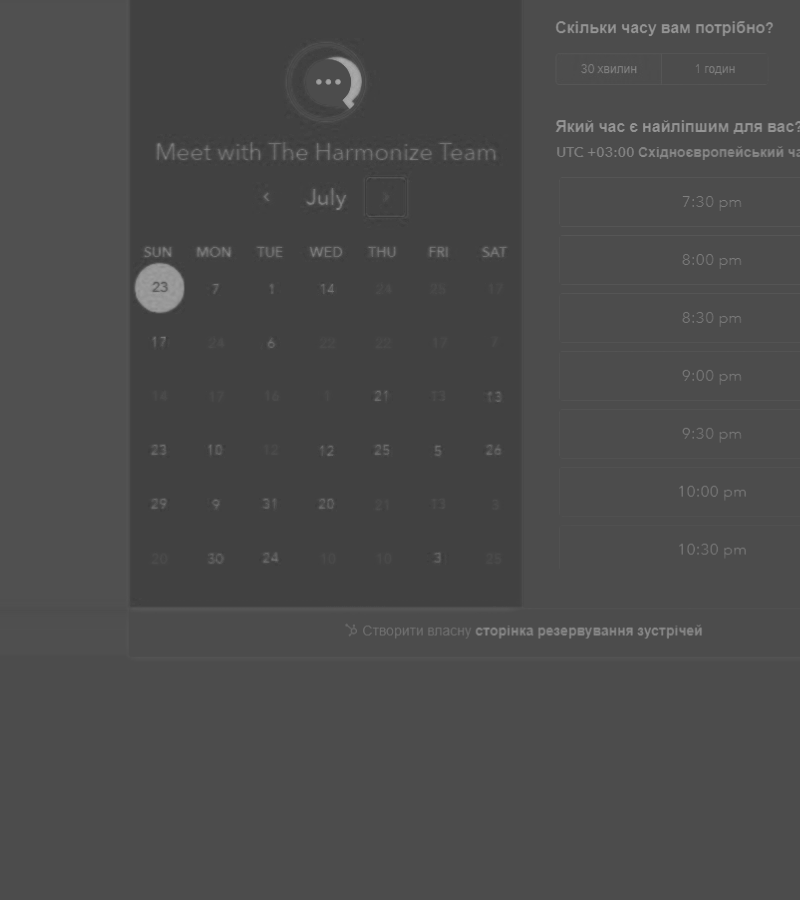 Meet with The Harmonize Team
July
SUN MON TUE WED THU FRI SAT
23 7 1 14 24 25 17
17 24 6 22 22 17 7
14 17 16 1 21 13 13
23 10 12 12 25 5 26
29 9 31 20 21 13 3
20 30 24 10 10 3 25
Скільки часу вам потрібно?
30 хвилин 1 годин
Який час є найліпшим для вас?
UTC +03:00 Східноєвропейський
7:30 pm
8:00 pm
8:30 pm
9:00 pm
9:30 pm
10:00 pm
10:30 pm
Створити власну сторінка резервування зустрічей